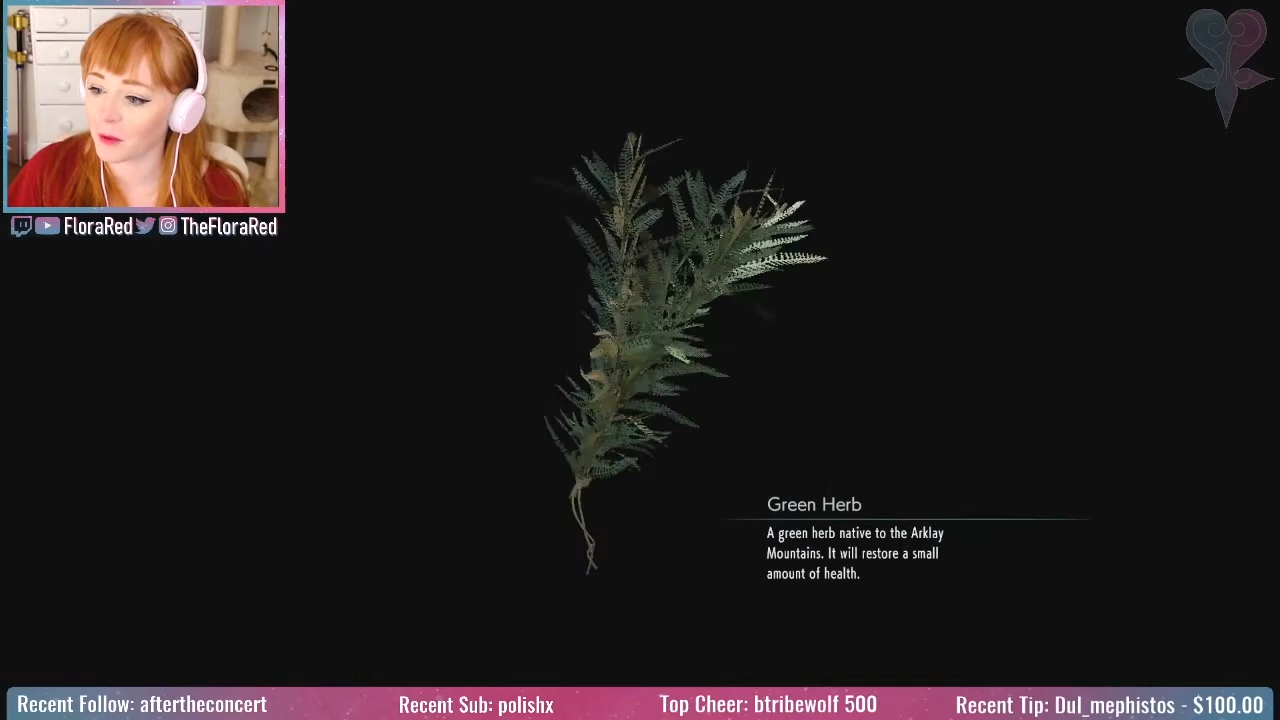 FloraRed TheFloraRed
Green Herb
A green herb native to the Arklay
Mountains. It will restore a small
amount of health.
Recent Follow: aftertheconcert
Recent Sub: polishx
Top Cheer: btribewolf 500
Recent Tip: Dul_mephistos - $100.00